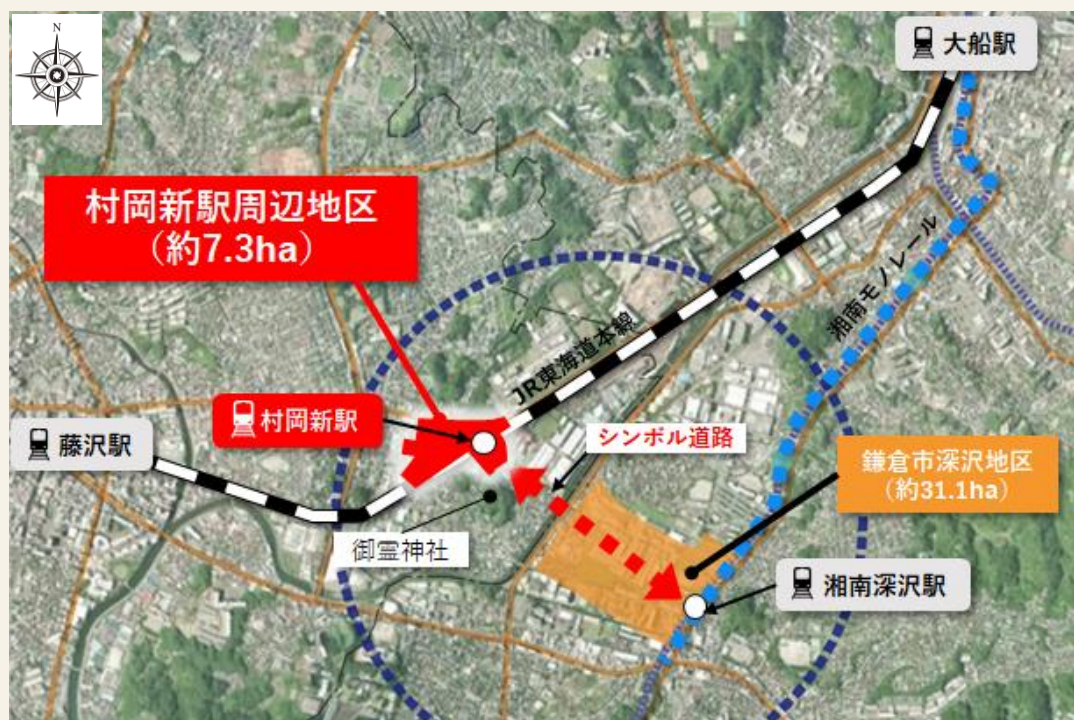 N
大船駅
村岡新駅周辺地区
（約7.3ha）
湘南モノレール
JR東海道本線
村岡新駅
藤沢駅
シンボル道路
鎌倉市深沢地区
（約31.1ha）
御霊神社
湘南深沢駅